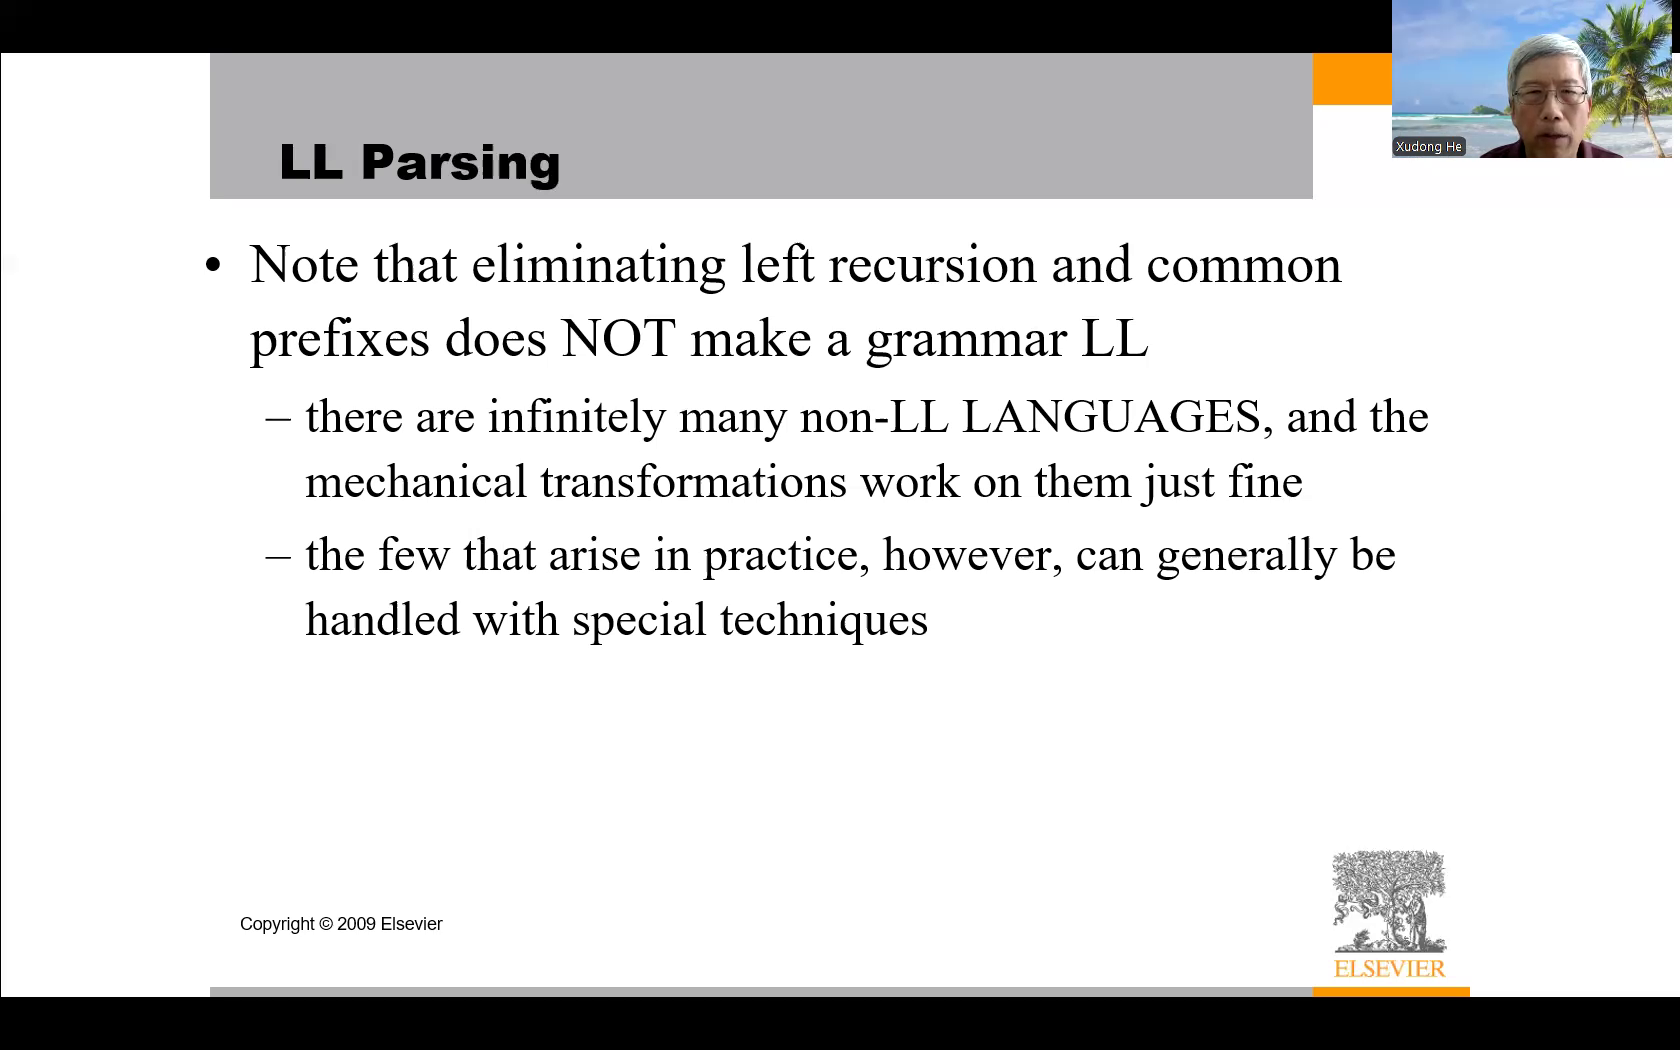 Xudong He
LL Parsing
• Note that eliminating left recursion and common
prefixes does NOT make a grammar LL
– there are infinitely many non-LL LANGUAGES, and the
mechanical transformations work on them just fine
– the few that arise in practice, however, can generally be
handled with special techniques
Copyright © 2009 Elsevier
ELSEVIER